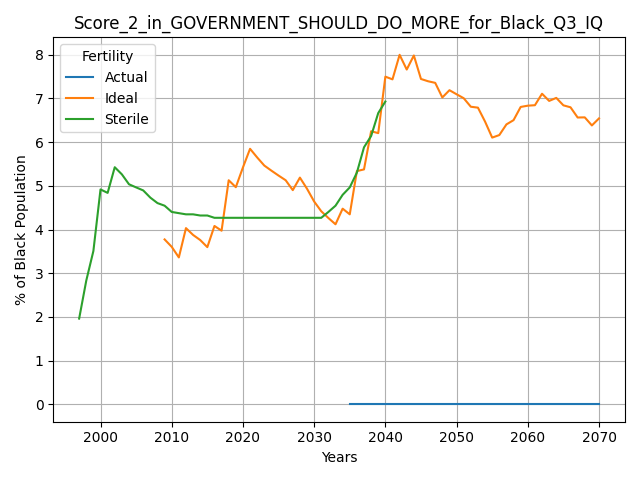 Score_2_in_GOVERNMENT_SHOULD_DO_MORE_for_Black_Q3_IQ
Fertility
Actual
Ideal
Sterile
% of Black Population
8
7
6
5
4
3
2
1
0
2000 2010 2020 2030 2040 2050 2060 2070
Years